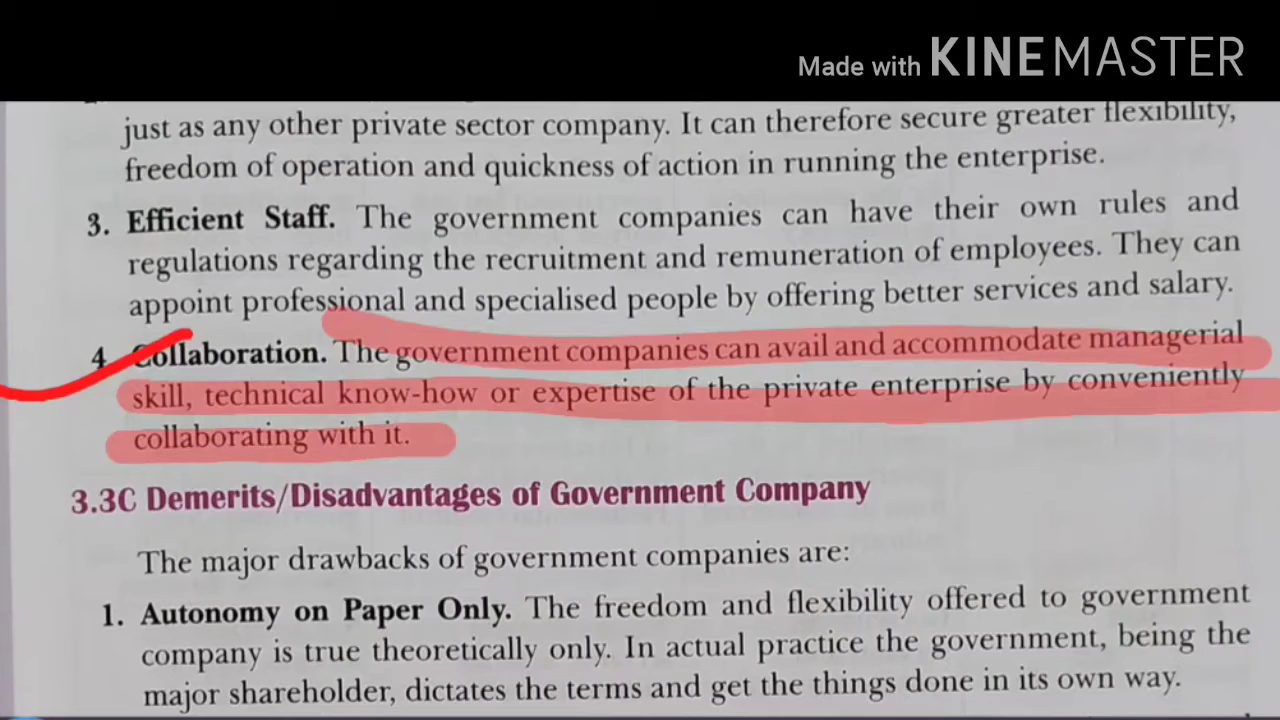 Made with KINEMASTER
just as any other private sector company. It can therefore secure greater flexibility,
freedom of operation and quickness of action in running the enterprise.
3. Efficient Staff. The government companies can have their own rules and
regulations regarding the recruitment and remuneration of employees. They can
appoint professional and specialised people by offering better services and salary.
4 Collaboration. The government companies can avail and accommodate managerial
skill, technical know-how or expertise of the private enterprise by conveniently
collaborating with it.
3.3C Demerits/Disadvantages of Government Company
The major drawbacks of government companies are:
1. Autonomy on Paper Only. The freedom and flexibility offered to government
company is true theoretically only. In actual practice the government, being the
major shareholder, dictates the terms and get the things done in its own way.